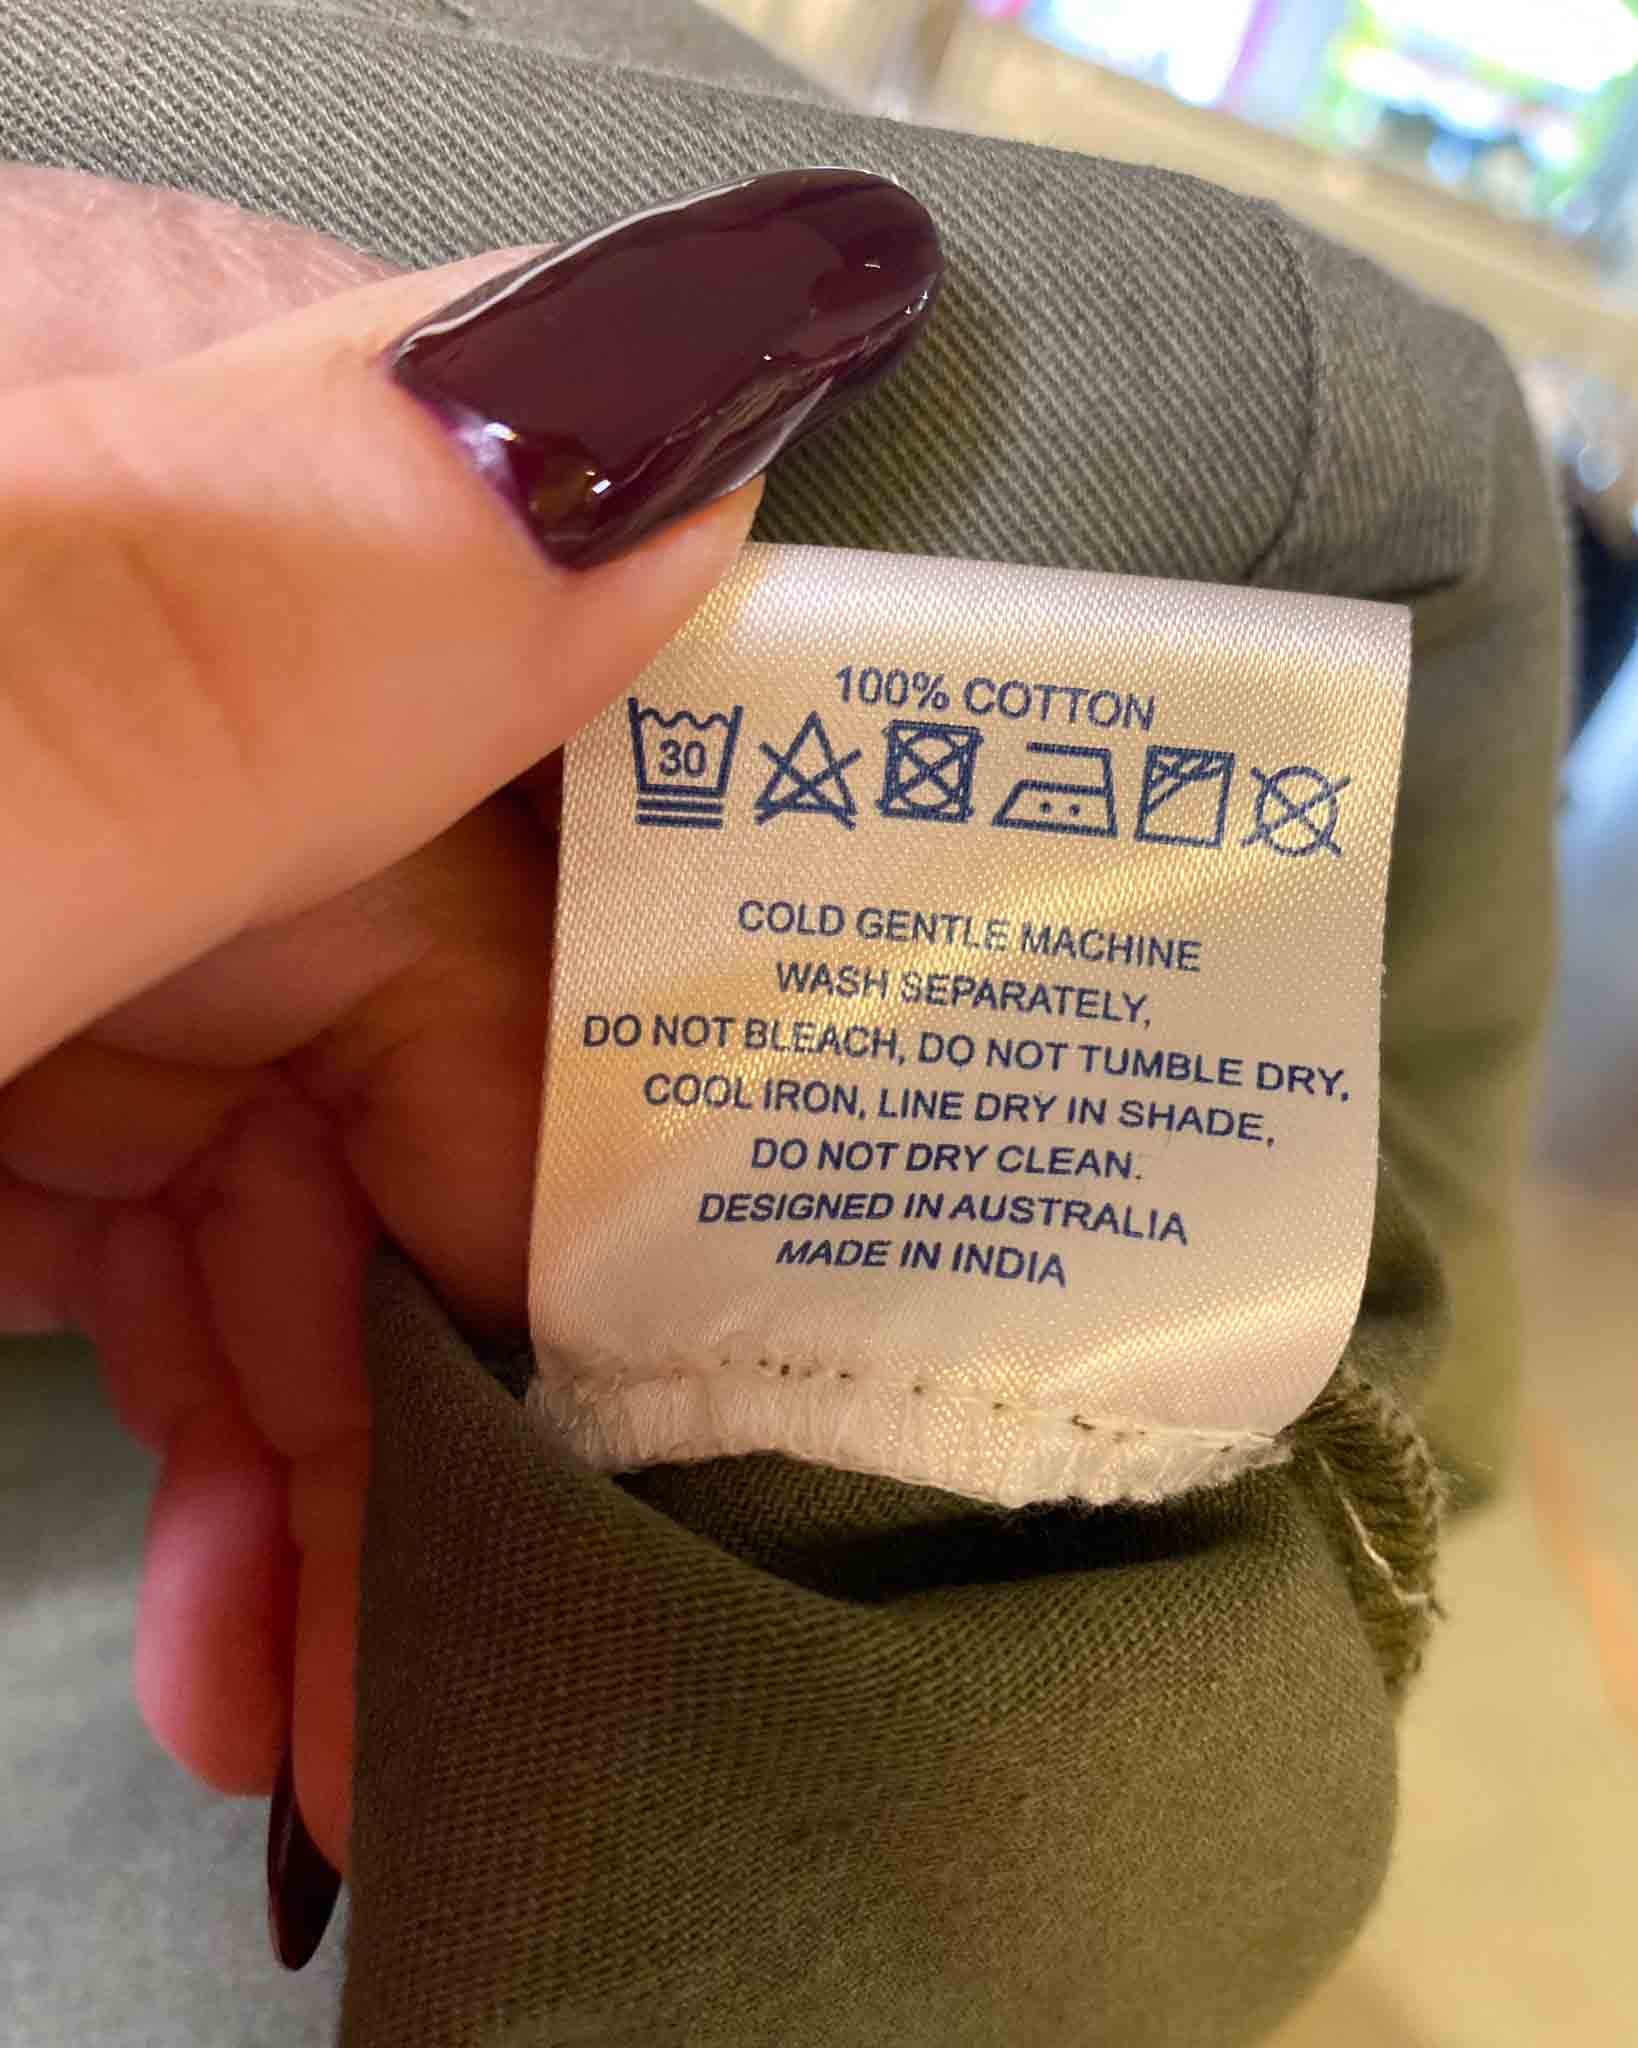 100% COTTON
30
COLD GENTLE MACHINE
WASH SEPARATELY,
DO NOT BLEACH, DO NOT TUMBLE DRY,
COOL IRON, LINE DRY IN SHADE,
DO NOT DRY CLEAN.
DESIGNED IN AUSTRALIA
MADE IN INDIA